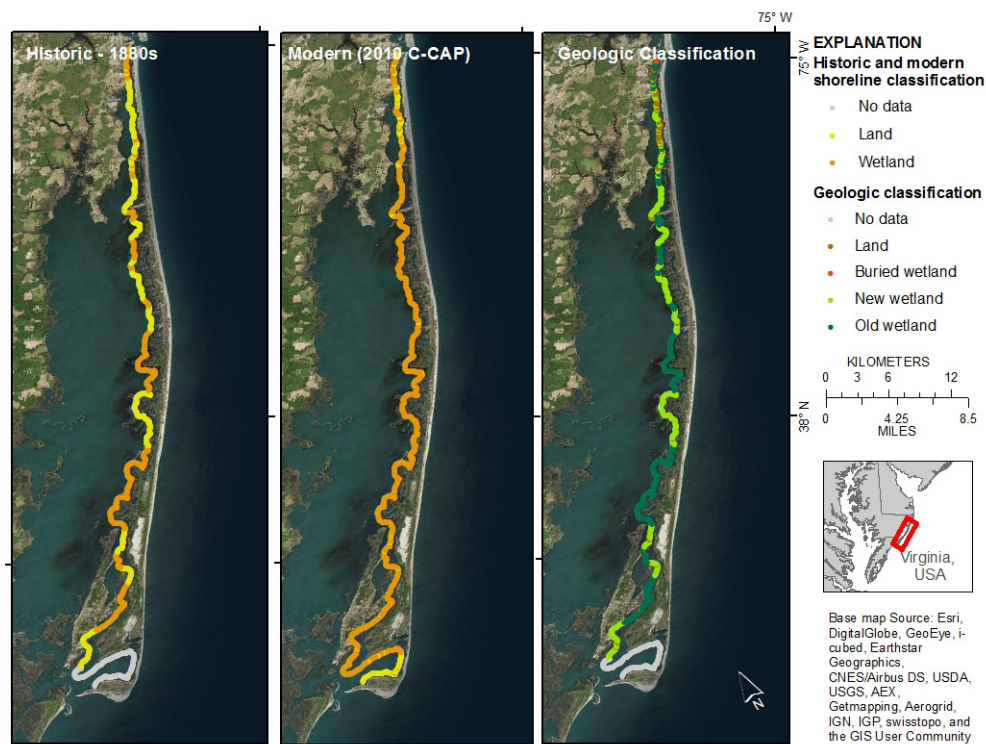 75° W
Historic - 1880s
Modern (2010 C-CAP)
Geologic Classification
75° W
38° N
N
EXPLANATION
Historic and modern
shoreline classification
No data
Land
Wetland
Geologic classification
No data
Land
Buried wetland
New wetland
Old wetland
KILOMETERS
0 3 6 12
0 4.25 8.5
MILES
Virginia,
USA
Base map Source: Esri,
DigitalGlobe, GeoEye, i-
cubed, Earthstar
Geographics,
CNES/Airbus DS, USDA,
USGS, AEX,
Getmapping, Aerogrid,
IGN, IGP, swisstopo, and
the GIS User Community